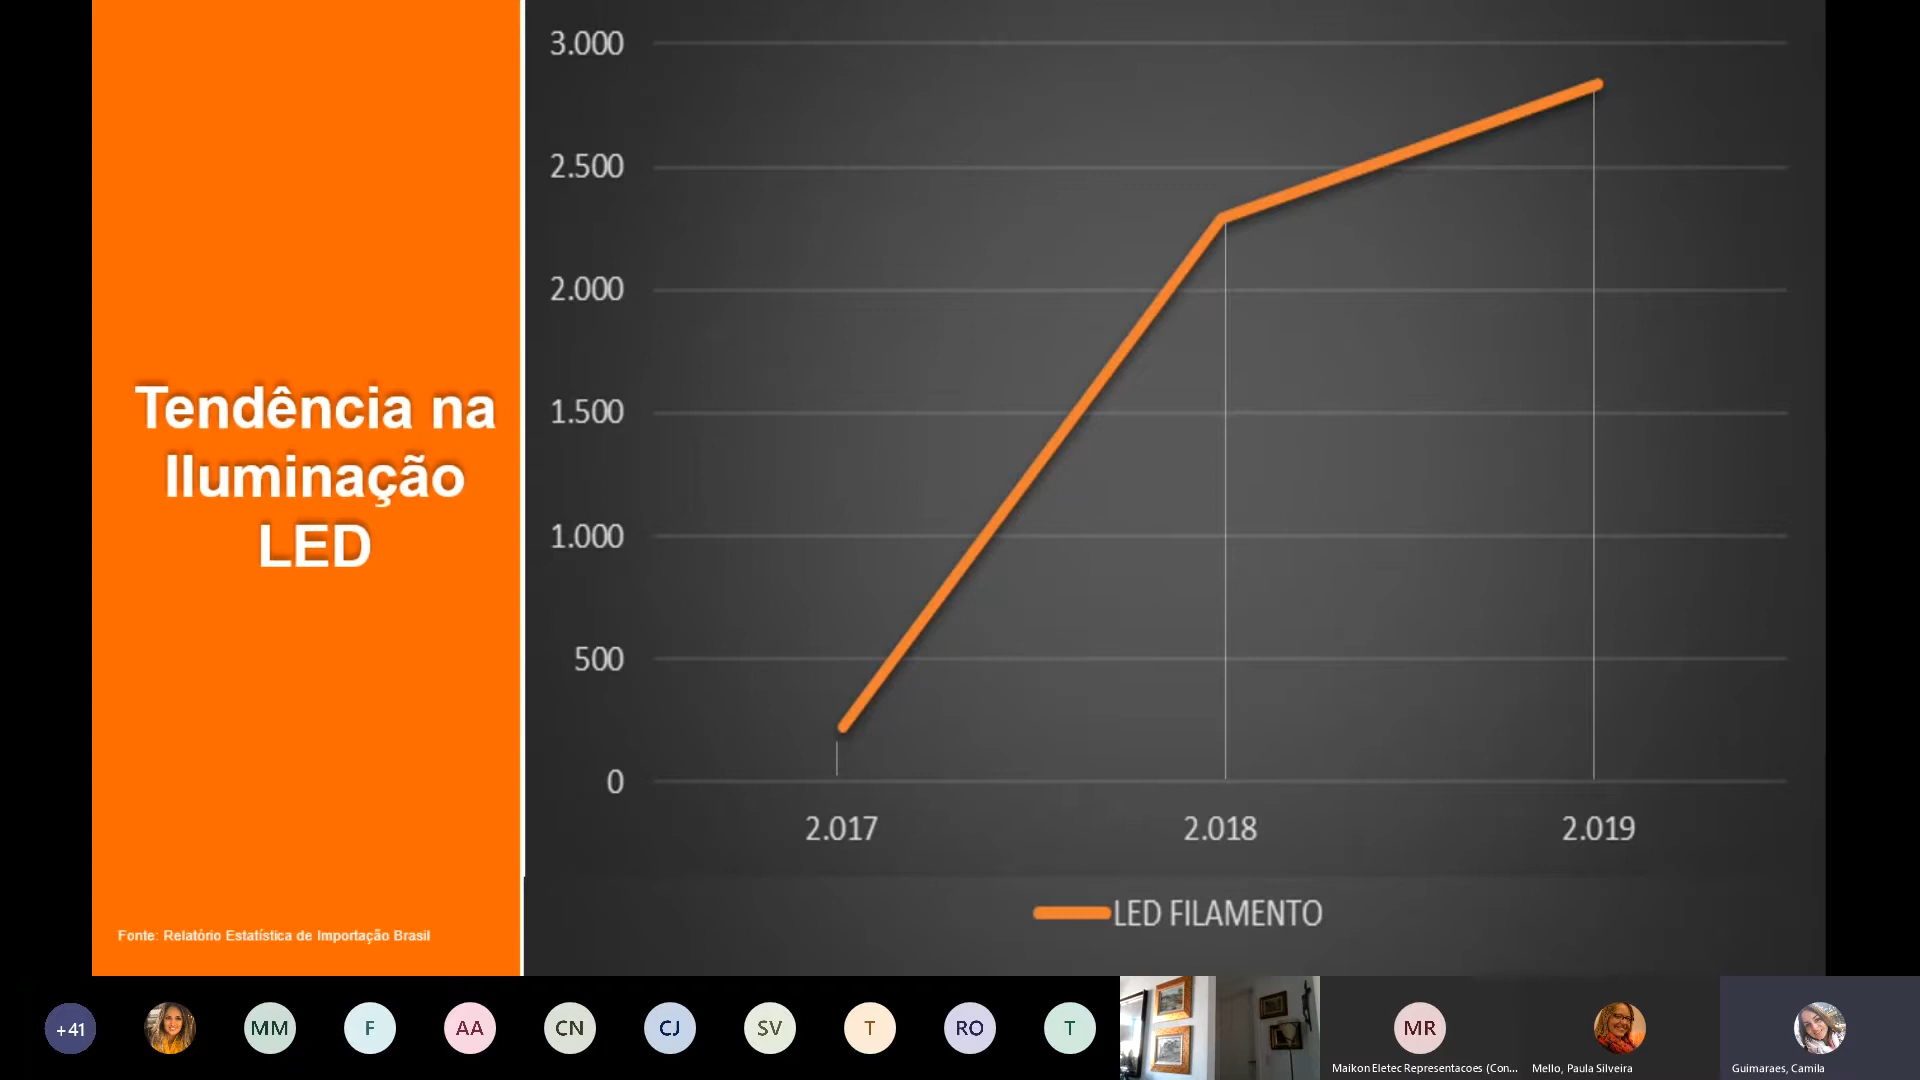 Tendência na
Iluminação
LED
Fonte: Relatório Estatística de Importação Brasil
3.000
2.500
2.000
1.500
1.000
500
0
2.017 2.018 2.019
LED FILAMENTO
+41 MM F AA CN CJ SV T RO T MR
Maikon Eletec Representacoes (Con... Mello, Paula Silveira Guimaraes, Camila